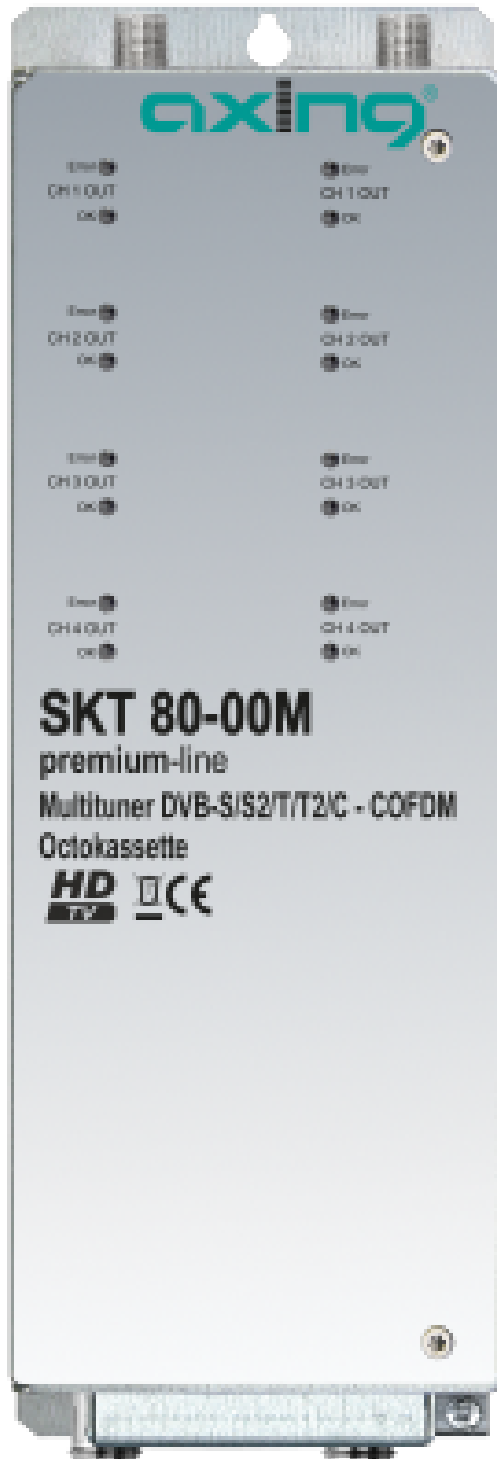 axing®
Error Error
CH 1 OUT CH 1 OUT
OK OK
Error Error
CH 2 OUT CH 2 OUT
OK OK
Error Error
CH 3 OUT CH 3 OUT
OK OK
Error Error
CH 4 OUT CH 4 OUT
OK OK
SKT 80-00M
premium-line
Multituner DVB-S/S2/T/T2/C - COFDM
Octokassette
HD TV CE